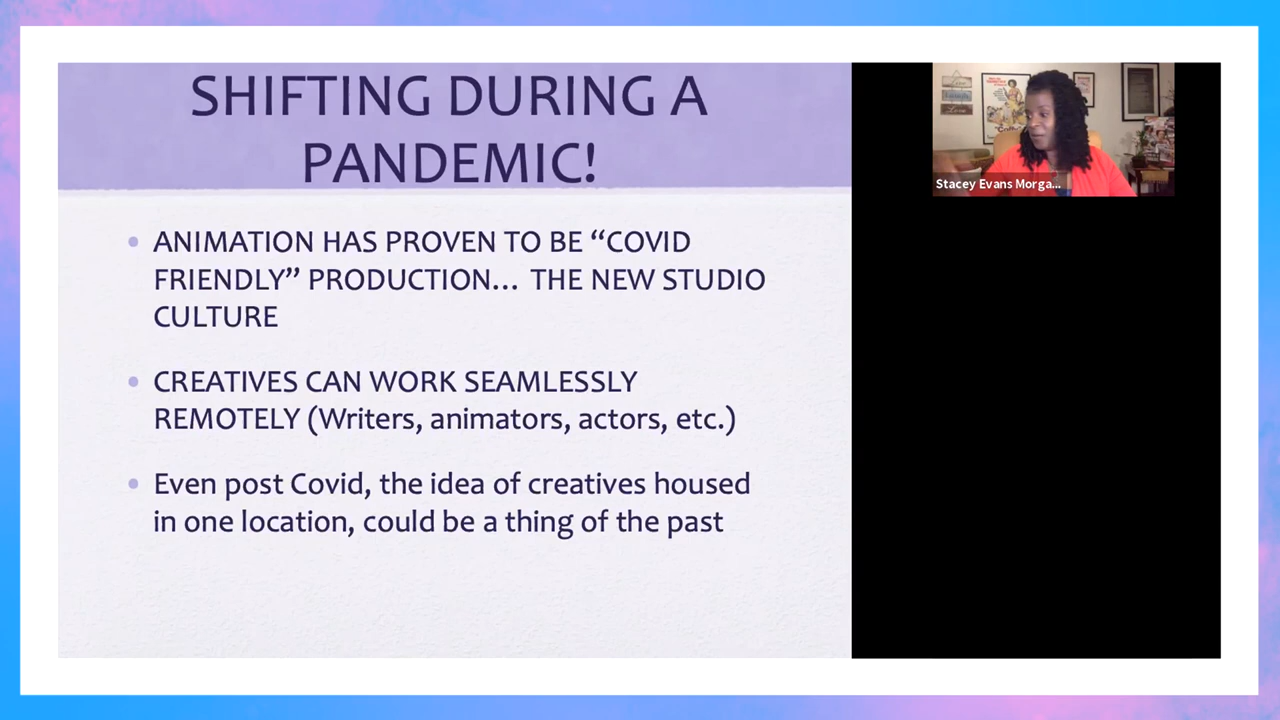 SHIFTING DURING A
PANDEMIC!
• ANIMATION HAS PROVEN TO BE “COVID
FRIENDLY” PRODUCTION… THE NEW STUDIO
CULTURE
• CREATIVES CAN WORK SEAMLESSLY
REMOTELY (Writers, animators, actors, etc.)
• Even post Covid, the idea of creatives housed
in one location, could be a thing of the past
Stacey Evans Morga...